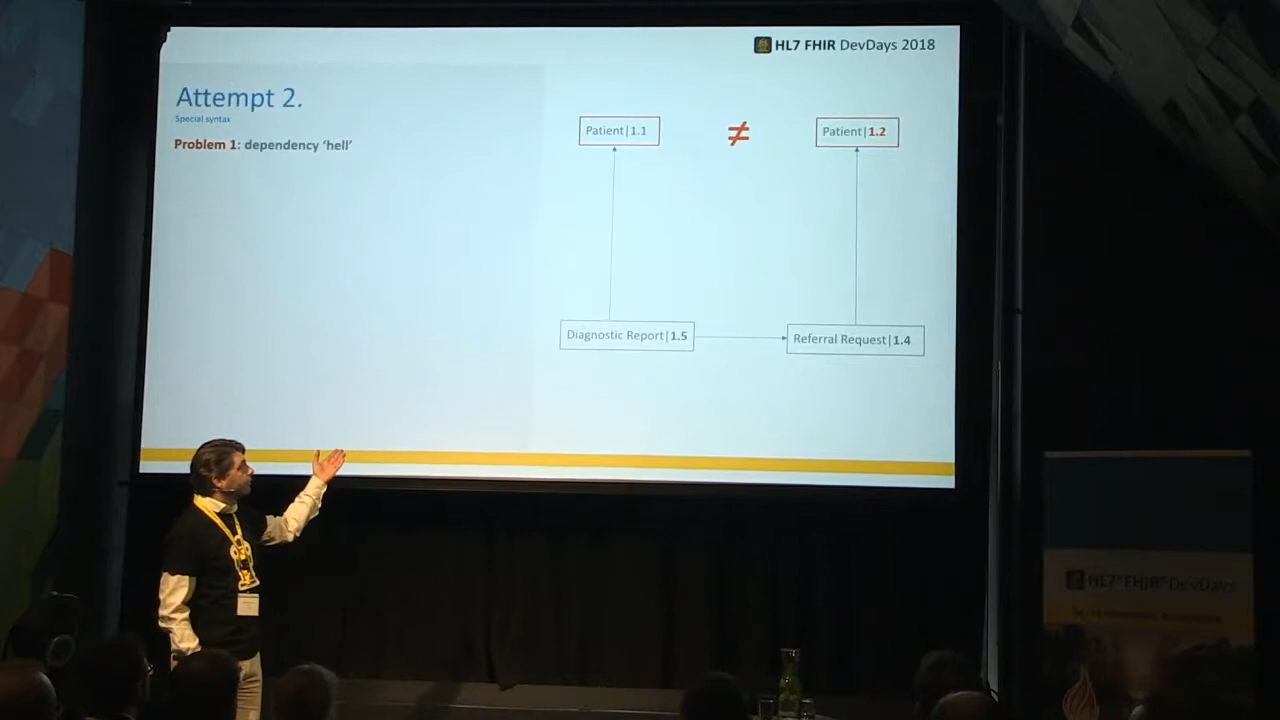 HL7 FHIR DevDays 2018
Attempt 2.
Special syntax
Problem 1: dependency ‘hell’
Patient|1.1
≠
Patient|1.2
Diagnostic Report|1.5
Referral Request|1.4
HL7 FHIR DevDays